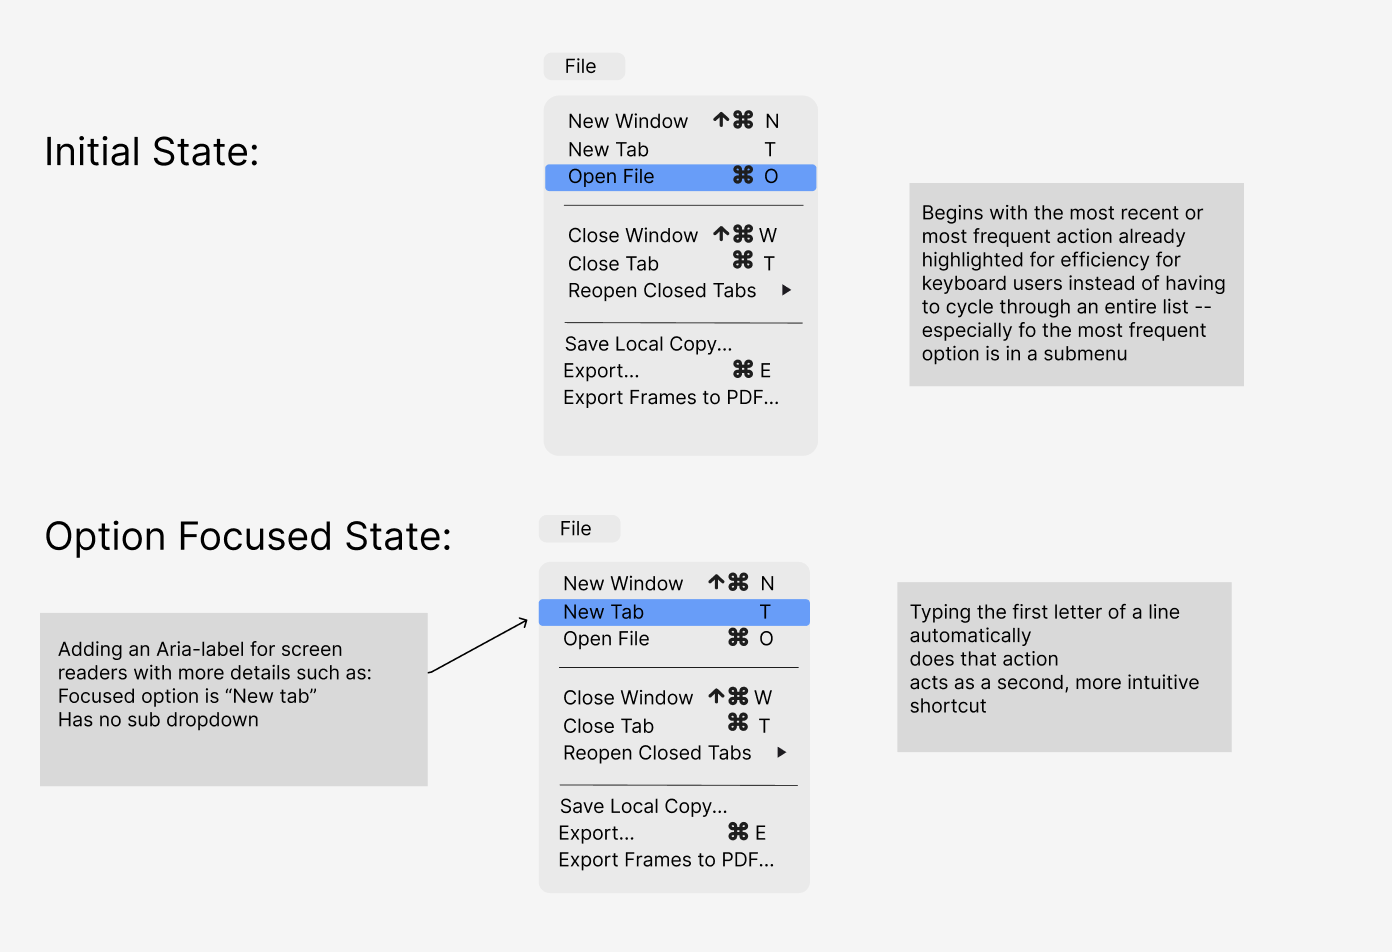 File
Initial State:
New Window ↑⌘ N
New Tab T
Open File ⌘ O
Close Window ↑⌘ W
Close Tab ⌘ T
Reopen Closed Tabs ▶
Save Local Copy...
Export... ⌘ E
Export Frames to PDF...
Begins with the most recent or
most frequent action already
highlighted for efficiency for
keyboard users instead of having
to cycle through an entire list --
especially fo the most frequent
option is in a submenu
Option Focused State:
File
New Window ↑⌘ N
New Tab T
Open File ⌘ O
Close Window ↑⌘ W
Close Tab ⌘ T
Reopen Closed Tabs ▶
Save Local Copy...
Export... ⌘ E
Export Frames to PDF...
Adding an Aria-label for screen
readers with more details such as:
Focused option is “New tab”
Has no sub dropdown
Typing the first letter of a line
automatically
does that action
acts as a second, more intuitive
shortcut